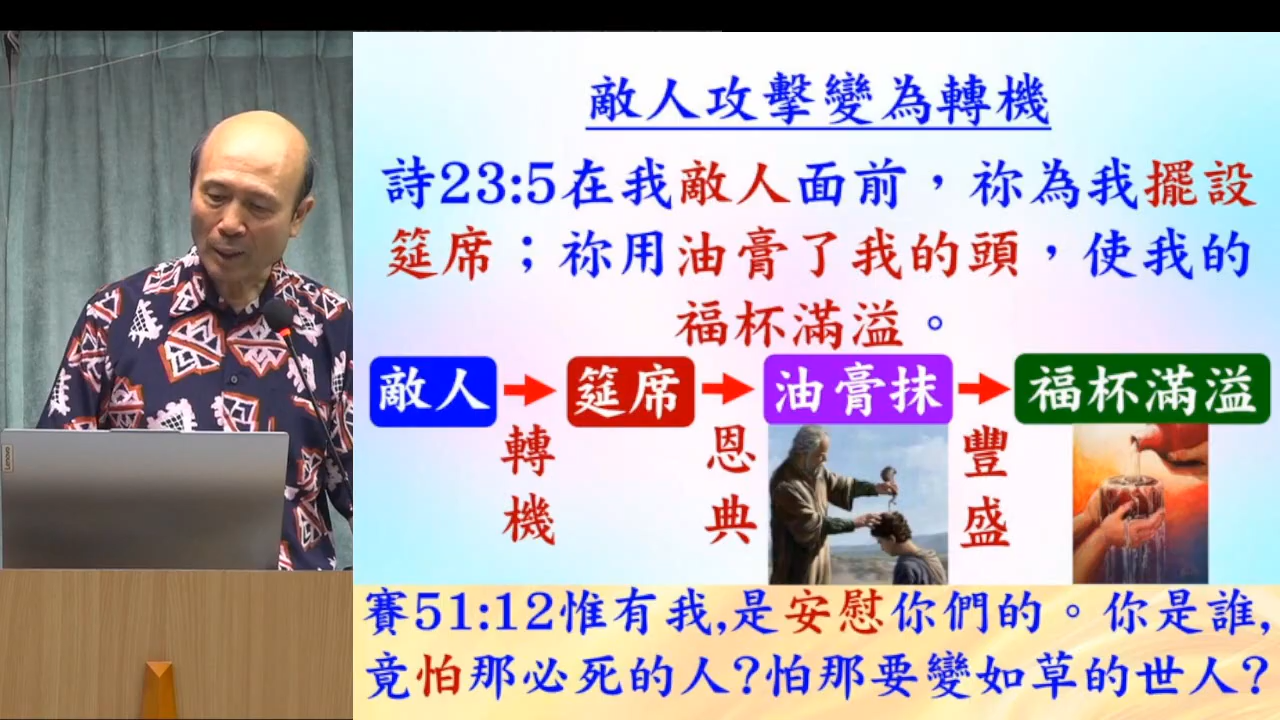 敵人攻擊變為轉機
詩23:5在我敵人面前，祢為我擺設
筵席；祢用油膏了我的頭，使我的
福杯滿溢。
敵人
筵席
油膏抹
福杯滿溢
轉機
恩典
豐盛
賽51:12惟有我,是安慰你們的。你是誰,
竟怕那必死的人?怕那要變如草的世人?
Lenovo